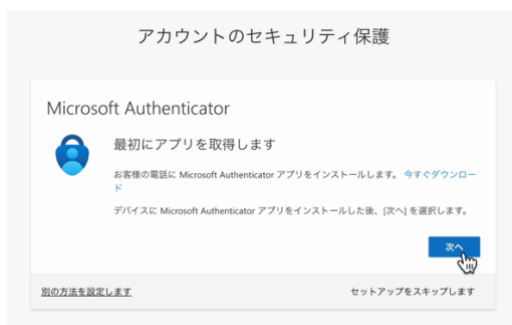 アカウントのセキュリティ保護
Microsoft Authenticator
最初にアプリを取得します
お客様の電話に Microsoft Authenticator アプリをインストールします。 今すぐダウンロー
ド
デバイスに Microsoft Authenticator アプリをインストールした後、[次へ] を選択します。
次へ
別の方法を設定します
セットアップをスキップします